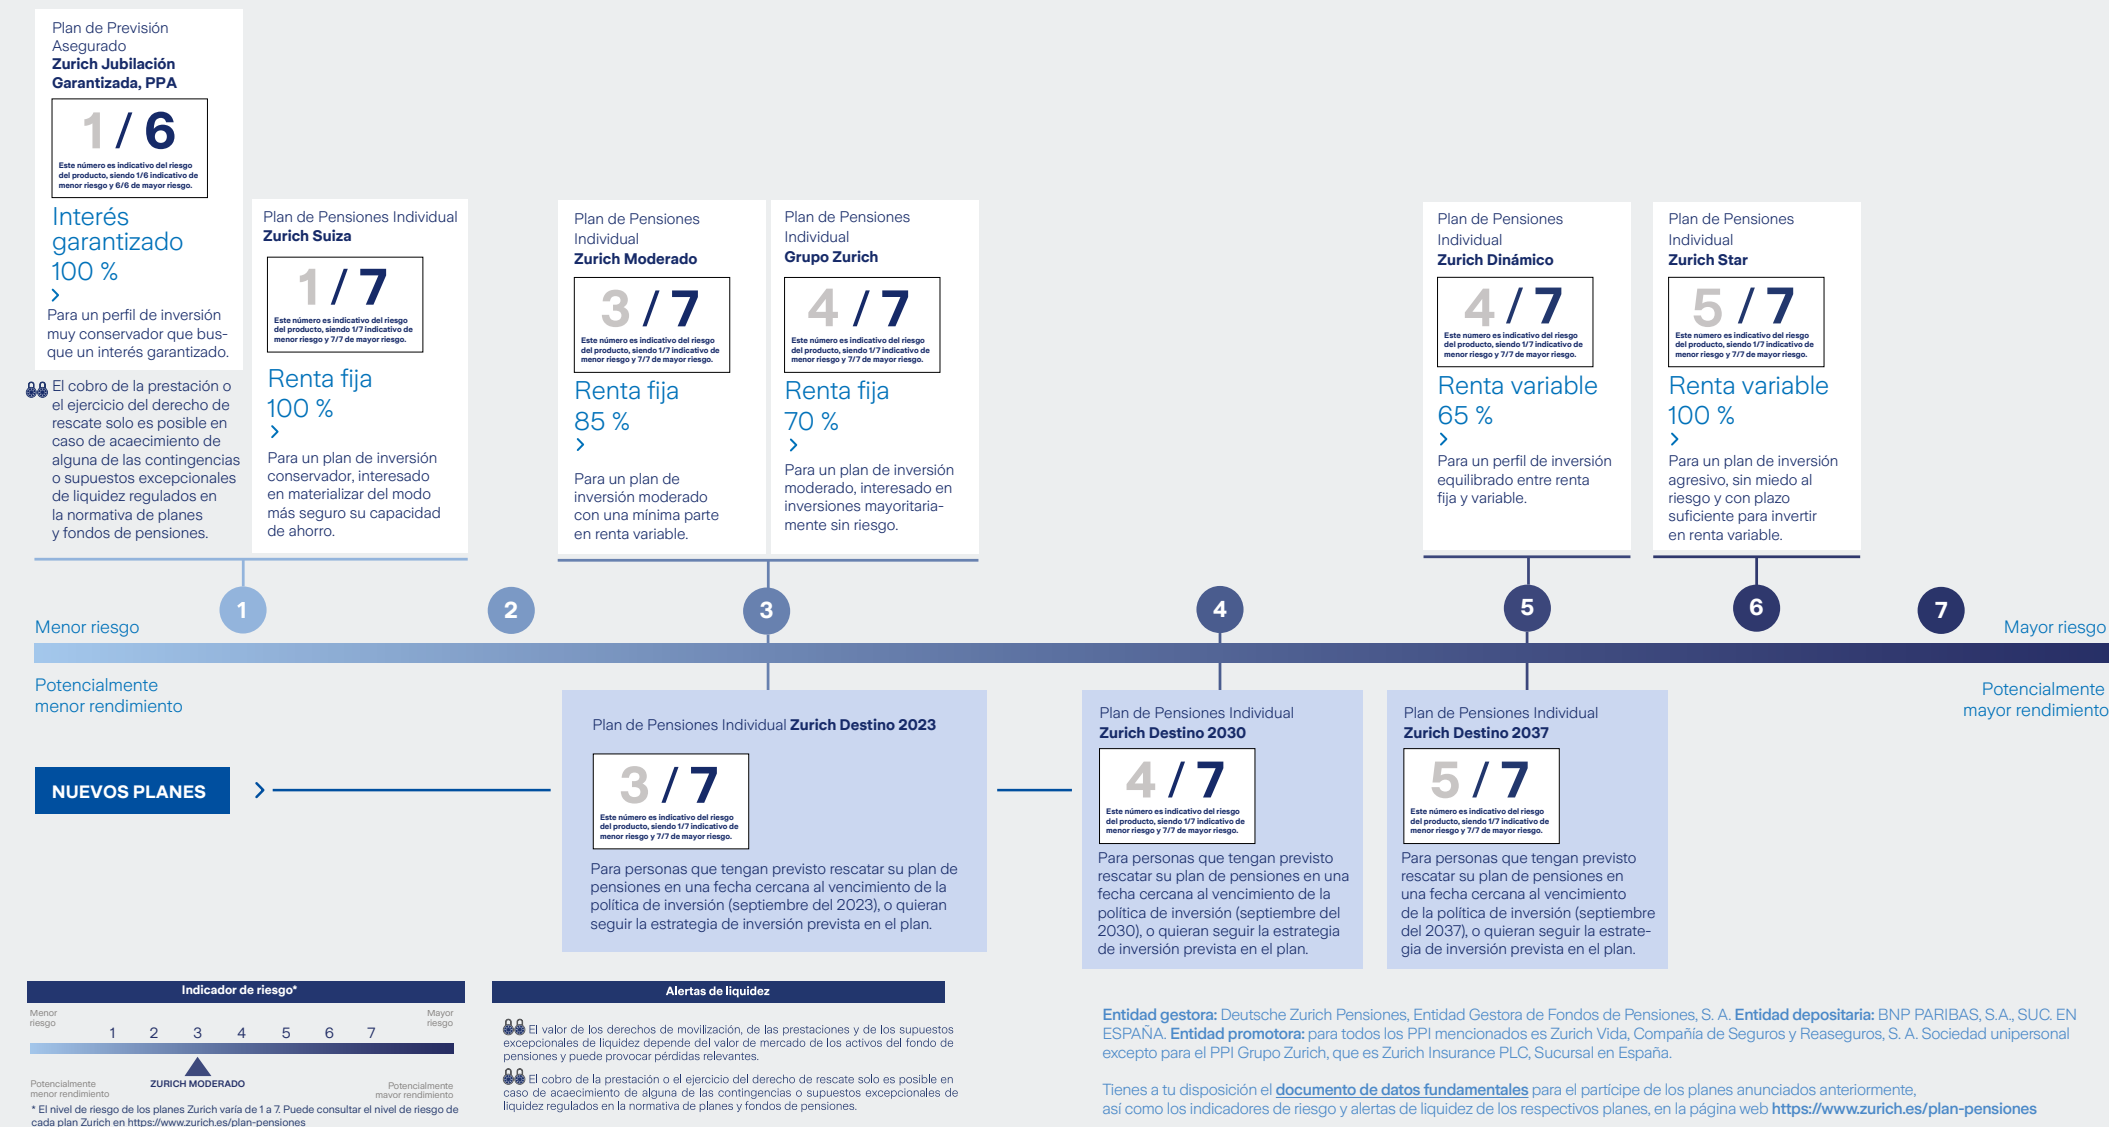 Plan de Previsión
Asegurado
Zurich Jubilación
Garantizada, PPA
1 / 6
Este número es indicativo del riesgo
del producto, siendo 1/6 indicativo de
menor riesgo y 6/6 de mayor riesgo.
Interés
garantizado
100 %
Para un perfil de inversión
muy conservador que bus-
que un interés garantizado.
El cobro de la prestación o
el ejercicio del derecho de
rescate solo es posible en
caso de acaecimiento de
alguna de las contingencias
o supuestos excepcionales
de liquidez regulados en
la normativa de planes
y fondos de pensiones.
Plan de Pensiones Individual
Zurich Suiza
1 / 7
Este número es indicativo del riesgo
del producto, siendo 1/7 indicativo de
menor riesgo y 7/7 de mayor riesgo.
Renta fija
100 %
Para un plan de inversión
conservador, interesado
en materializar del modo
más seguro su capacidad
de ahorro.
Plan de Pensiones
Individual
Zurich Moderado
3 / 7
Este número es indicativo del riesgo
del producto, siendo 1/7 indicativo de
menor riesgo y 7/7 de mayor riesgo.
Renta fija
85 %
Para un plan de
inversión moderado
con una mínima parte
en renta variable.
Plan de Pensiones
Individual
Grupo Zurich
4 / 7
Este número es indicativo del riesgo
del producto, siendo 1/7 indicativo de
menor riesgo y 7/7 de mayor riesgo.
Renta fija
70 %
Para un plan de inversión
moderado, interesado en
inversiones mayoritaria-
mente sin riesgo.
Plan de Pensiones
Individual
Zurich Dinámico
4 / 7
Este número es indicativo del riesgo
del producto, siendo 1/7 indicativo de
menor riesgo y 7/7 de mayor riesgo.
Renta variable
65 %
Para un perfil de inversión
equilibrado entre renta
fija y variable.
Plan de Pensiones
Individual
Zurich Star
5 / 7
Este número es indicativo del riesgo
del producto, siendo 1/7 indicativo de
menor riesgo y 7/7 de mayor riesgo.
Renta variable
100 %
Para un plan de inversión
agresivo, sin miedo al
riesgo y con plazo
suficiente para invertir
en renta variable.
1 2 3 4 5 6 7
Menor riesgo
Mayor riesgo
Potencialmente
menor rendimiento
Potencialmente
mayor rendimiento
NUEVOS PLANES
Plan de Pensiones Individual Zurich Destino 2023
3 / 7
Este número es indicativo del riesgo
del producto, siendo 1/7 indicativo de
menor riesgo y 7/7 de mayor riesgo.
Para personas que tengan previsto rescatar su plan de
pensiones en una fecha cercana al vencimiento de la
política de inversión (septiembre del 2023), o quieran
seguir la estrategia de inversión prevista en el plan.
Plan de Pensiones Individual
Zurich Destino 2030
4 / 7
Este número es indicativo del riesgo
del producto, siendo 1/7 indicativo de
menor riesgo y 7/7 de mayor riesgo.
Para personas que tengan previsto
rescatar su plan de pensiones en una
fecha cercana al vencimiento de la
política de inversión (septiembre del
2030), o quieran seguir la estrategia
de inversión prevista en el plan.
Plan de Pensiones Individual
Zurich Destino 2037
5 / 7
Este número es indicativo del riesgo
del producto, siendo 1/7 indicativo de
menor riesgo y 7/7 de mayor riesgo.
Para personas que tengan previsto
rescatar su plan de pensiones en
una fecha cercana al vencimiento
de la política de inversión (septiembre
del 2037), o quieran seguir la estrate-
gia de inversión prevista en el plan.
Indicador de riesgo*
Menor
riesgo
1 2 3 4 5 6 7
Mayor
riesgo
Potencialmente
menor rendimiento
ZURICH MODERADO
Potencialmente
mavor rendimiento
* El nivel de riesgo de los planes Zurich varía de 1 a 7. Puede consultar el nivel de riesgo de
cada plan Zurich en https://www.zurich.es/plan-pensiones
Alertas de liquidez
El valor de los derechos de movilización, de las prestaciones y de los supuestos
excepcionales de liquidez depende del valor de mercado de los activos del fondo de
pensiones y puede provocar pérdidas relevantes.
El cobro de la prestación o el ejercicio del derecho de rescate solo es posible en
caso de acaecimiento de alguna de las contingencias o supuestos excepcionales de
liquidez regulados en la normativa de planes y fondos de pensiones.
Entidad gestora: Deutsche Zurich Pensiones, Entidad Gestora de Fondos de Pensiones, S. A. Entidad depositaria: BNP PARIBAS, S.A., SUC. EN
ESPAÑA. Entidad promotora: para todos los PPI mencionados es Zurich Vida, Compañía de Seguros y Reaseguros, S. A. Sociedad unipersonal
excepto para el PPI Grupo Zurich, que es Zurich Insurance PLC, Sucursal en España.
Tienes a tu disposición el documento de datos fundamentales para el partícipe de los planes anunciados anteriormente,
así como los indicadores de riesgo y alertas de liquidez de los respectivos planes, en la página web https://www.zurich.es/plan-pensiones